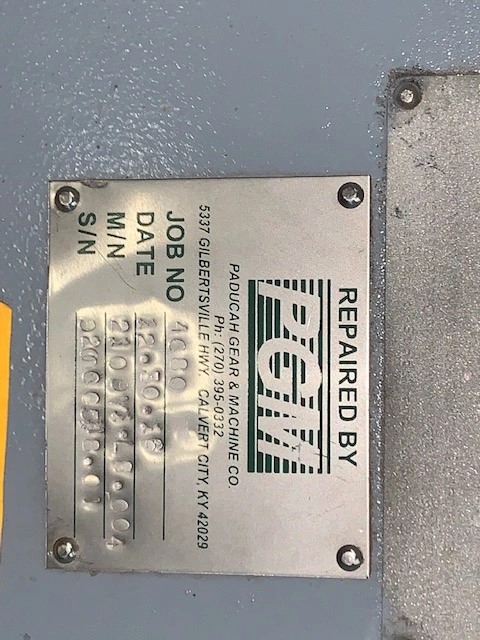 REPAIRED BY
PGM
PADUCAH GEAR & MACHINE CO.
Ph: (270) 395-0332
5337 GILBERTSVILLE HWY. CALVERT CITY, KY 42029
JOB NO
DATE
M/N
S/N